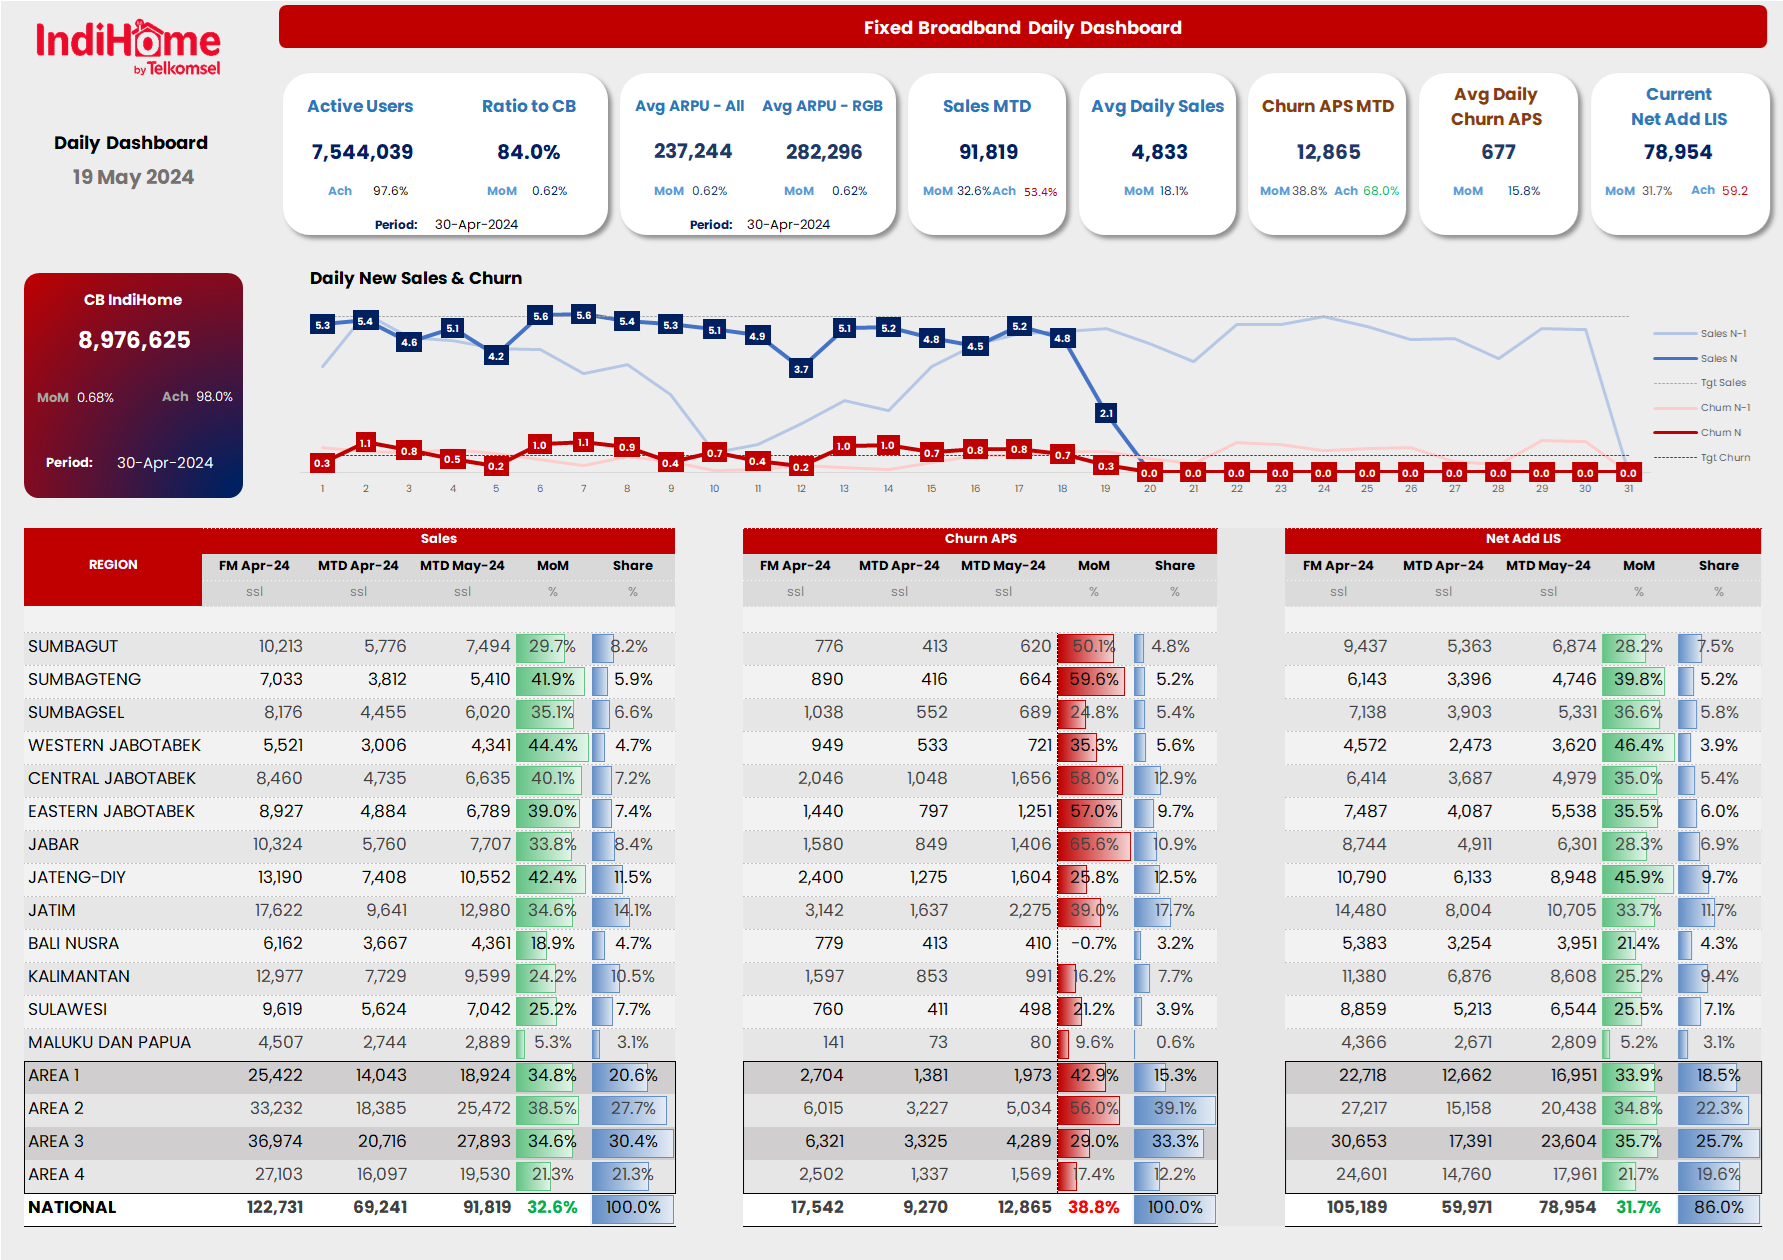 IndiHome
by Telkomsel
Fixed Broadband Daily Dashboard
Daily Dashboard
19 May 2024
Active Users Ratio to CB
7,544,039 84.0%
Ach 97.6% MoM 0.62%
Period: 30-Apr-2024
Avg ARPU - All Avg ARPU - RGB
237,244 282,296
MoM 0.62% MoM 0.62%
Period: 30-Apr-2024
Sales MTD
91,819
MoM 32.6% Ach 53.4%
Avg Daily Sales
4,833
MoM 18.1%
Churn APS MTD
12,865
MoM 38.8% Ach 68.0%
Avg Daily
Churn APS
677
MoM 15.8%
Current
Net Add LIS
78,954
MoM 31.7% Ach 59.2
CB IndiHome
8,976,625
MoM 0.68% Ach 98.0%
Period: 30-Apr-2024
Daily New Sales & Churn
5.3 5.4 4.6 5.1 4.2 5.6 5.6 5.4 5.3 5.1 4.9 3.7 5.1 5.2 4.8 4.5 5.2 4.8 2.1
0.3 1.1 0.8 0.5 0.2 1.0 1.1 0.9 0.4 0.7 0.4 0.2 1.0 1.0 0.7 0.8 0.8 0.7 0.3 0.0 0.0 0.0 0.0 0.0 0.0 0.0 0.0 0.0 0.0 0.0 0.0
1 2 3 4 5 6 7 8 9 10 11 12 13 14 15 16 17 18 19 20 21 22 23 24 25 26 27 28 29 30 31
Sales N-1
Sales N
Tgt Sales
Churn N-1
Churn N
Tgt Churn
REGION Sales Churn APS Net Add LIS
FM Apr-24 MTD Apr-24 MTD May-24 MoM Share FM Apr-24 MTD Apr-24 MTD May-24 MoM Share FM Apr-24 MTD Apr-24 MTD May-24 MoM Share
ssl ssl ssl % % ssl ssl ssl % % ssl ssl ssl % %
SUMBAGUT 10,213 5,776 7,494 29.7% 8.2% 776 413 620 50.1% 4.8% 9,437 5,363 6,874 28.2% 7.5%
SUMBAGTENG 7,033 3,812 5,410 41.9% 5.9% 890 416 664 59.6% 5.2% 6,143 3,396 4,746 39.8% 5.2%
SUMBAGSEL 8,176 4,455 6,020 35.1% 6.6% 1,038 552 689 24.8% 5.4% 7,138 3,903 5,331 36.6% 5.8%
WESTERN JABOTABEK 5,521 3,006 4,341 44.4% 4.7% 949 533 721 35.3% 5.6% 4,572 2,473 3,620 46.4% 3.9%
CENTRAL JABOTABEK 8,460 4,735 6,635 40.1% 7.2% 2,046 1,048 1,656 58.0% 12.9% 6,414 3,687 4,979 35.0% 5.4%
EASTERN JABOTABEK 8,927 4,884 6,789 39.0% 7.4% 1,440 797 1,251 57.0% 9.7% 7,487 4,087 5,538 35.5% 6.0%
JABAR 10,324 5,760 7,707 33.8% 8.4% 1,580 849 1,406 65.6% 10.9% 8,744 4,911 6,301 28.3% 6.9%
JATENG-DIY 13,190 7,408 10,552 42.4% 11.5% 2,400 1,275 1,604 25.8% 12.5% 10,790 6,133 8,948 45.9% 9.7%
JATIM 17,622 9,641 12,980 34.6% 14.1% 3,142 1,637 2,275 39.0% 17.7% 14,480 8,004 10,705 33.7% 11.7%
BALI NUSRA 6,162 3,667 4,361 18.9% 4.7% 779 413 410 -0.7% 3.2% 5,383 3,254 3,951 21.4% 4.3%
KALIMANTAN 12,977 7,729 9,599 24.2% 10.5% 1,597 853 991 16.2% 7.7% 11,380 6,876 8,608 25.2% 9.4%
SULAWESI 9,619 5,624 7,042 25.2% 7.7% 760 411 498 21.2% 3.9% 8,859 5,213 6,544 25.5% 7.1%
MALUKU DAN PAPUA 4,507 2,744 2,889 5.3% 3.1% 141 73 80 9.6% 0.6% 4,366 2,671 2,809 5.2% 3.1%
AREA 1 25,422 14,043 18,924 34.8% 20.6% 2,704 1,381 1,973 42.9% 15.3% 22,718 12,662 16,951 33.9% 18.5%
AREA 2 33,232 18,385 25,472 38.5% 27.7% 6,015 3,227 5,034 56.0% 39.1% 27,217 15,158 20,438 34.8% 22.3%
AREA 3 36,974 20,716 27,893 34.6% 30.4% 6,321 3,325 4,289 29.0% 33.3% 30,653 17,391 23,604 35.7% 25.7%
AREA 4 27,103 16,097 19,530 21.3% 21.3% 2,502 1,337 1,569 17.4% 12.2% 24,601 14,760 17,961 21.7% 19.6%
NATIONAL 122,731 69,241 91,819 32.6% 100.0% 17,542 9,270 12,865 38.8% 100.0% 105,189 59,971 78,954 31.7% 86.0%